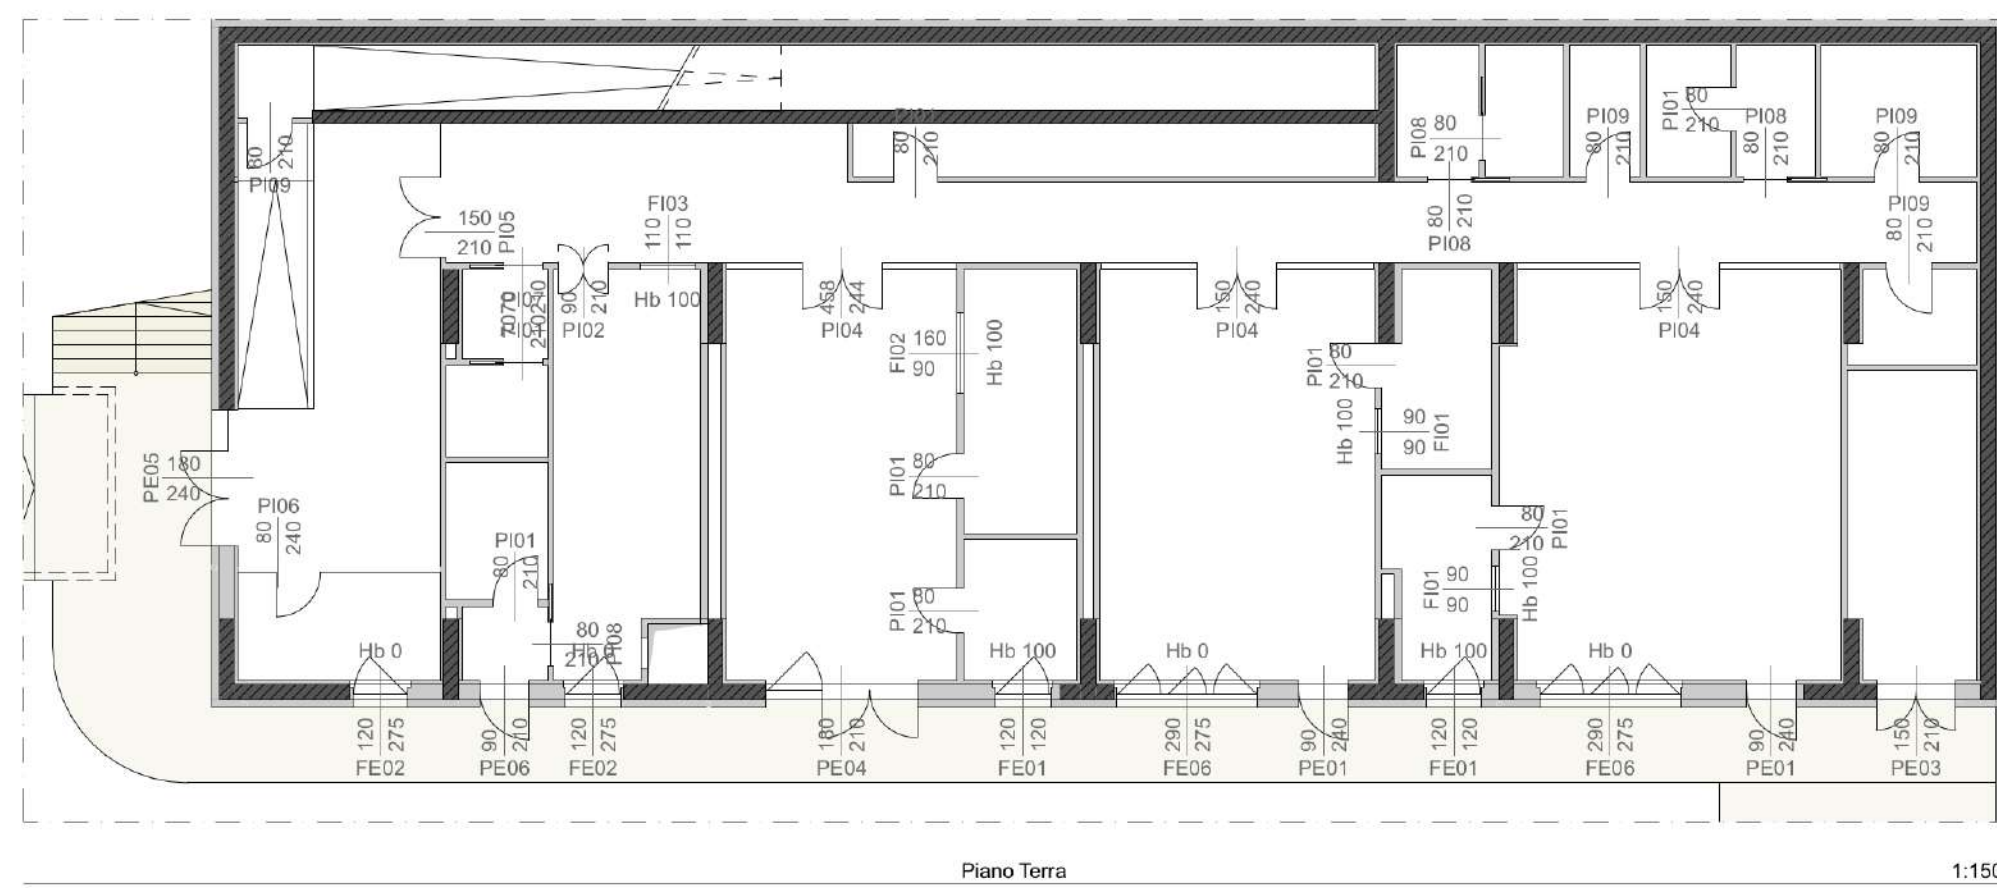 PI01
80
210
80
210
PI09
PI08
80
210
PI09
80
210
PI01
80
210
PI08
80
210
PI09
80
210
150
210
PI05
FI03
110
110
Hb 100
80
210
PI08
PI09
80
210
PI01
90
210
PI02
458
244
PI04
FI02
160
90
Hb 100
150
240
PI04
PI01
80
210
150
240
PI04
Hb 100
90
90
FI01
PE05
180
240
PI06
80
240
PI01
80
210
PI01
80
210
80
210
PI01
PI01
80
210
FI01
90
90
Hb 100
Hb 0
80
210
PI08
Hb 0
Hb 100
Hb 0
Hb 100
Hb 0
120
275
FE02
90
210
PE06
120
275
FE02
180
210
PE04
120
120
FE01
290
275
FE06
90
240
PE01
120
120
FE01
290
275
FE06
90
240
PE01
150
210
PE03
Piano Terra